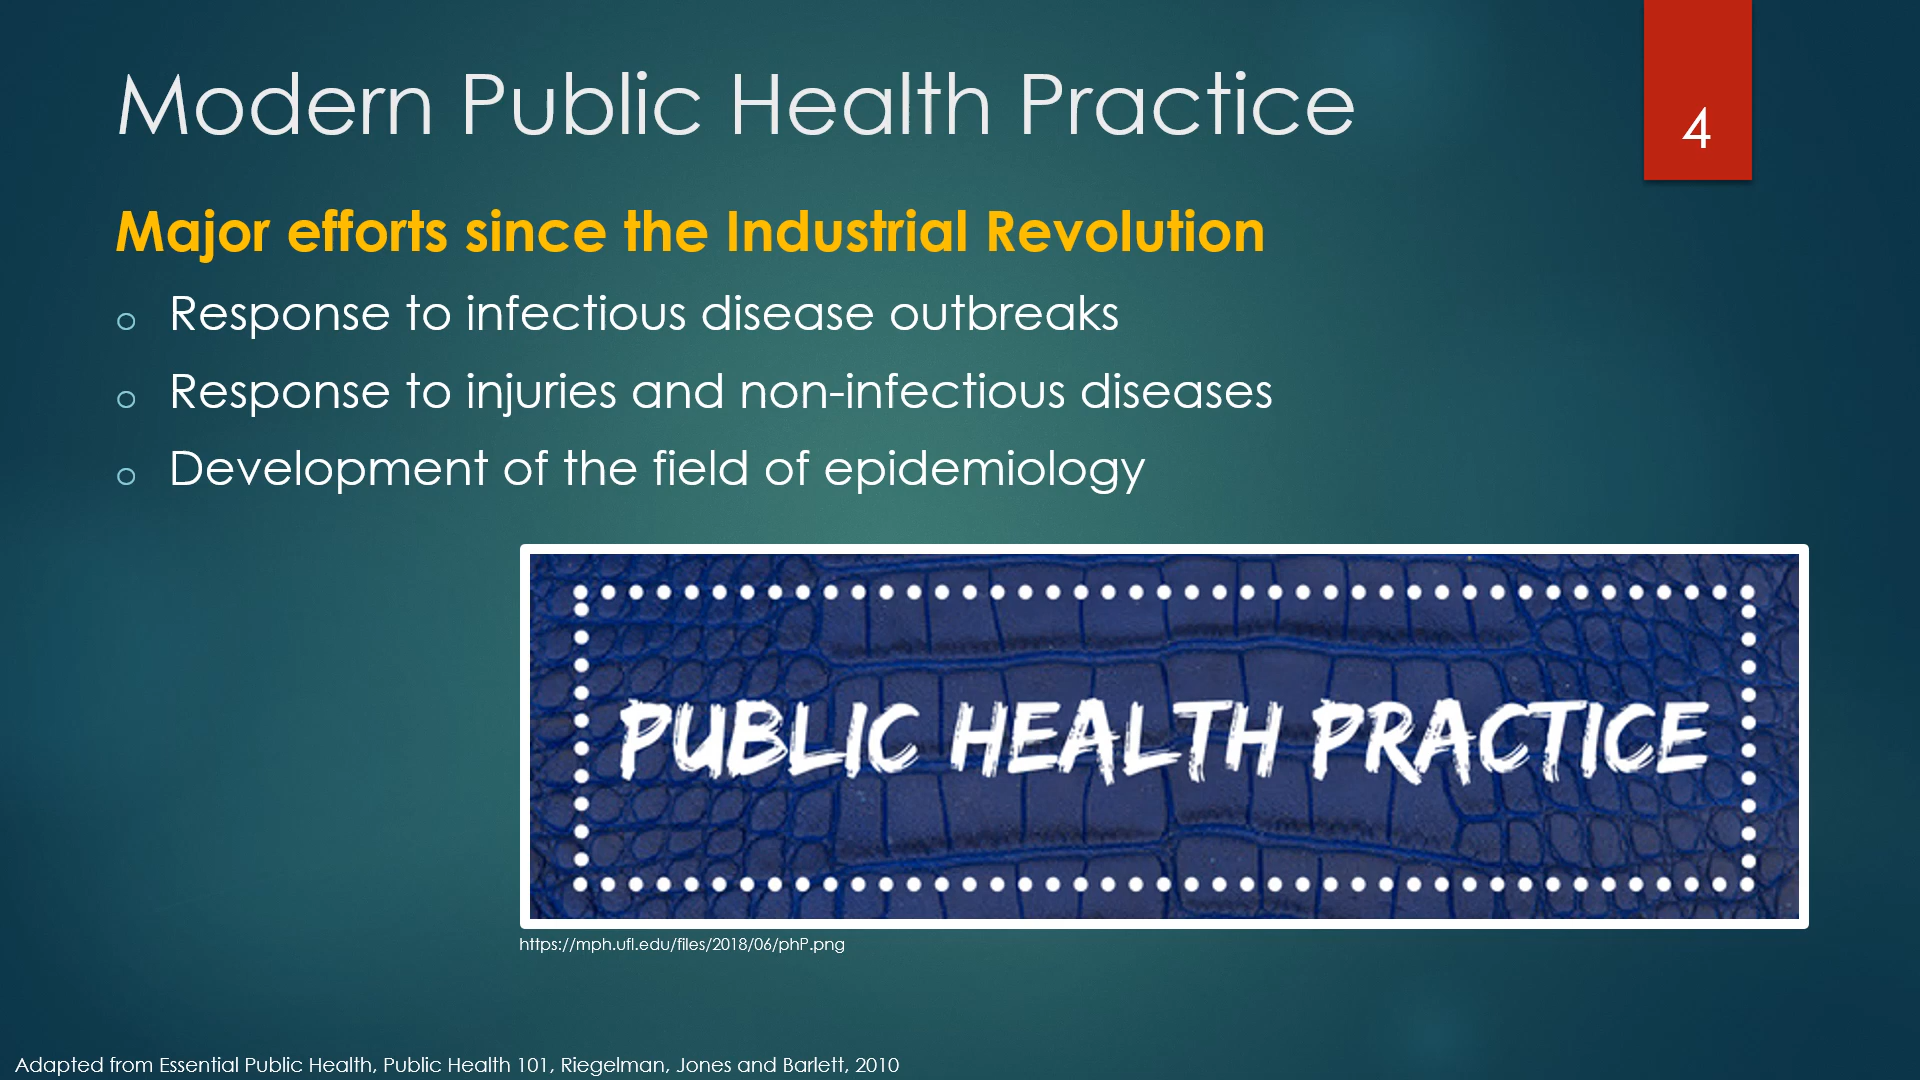 Modern Public Health Practice
4
Major efforts since the Industrial Revolution
Response to infectious disease outbreaks
Response to injuries and non-infectious diseases
Development of the field of epidemiology
PUBLIC HEALTH PRACTICE
https://mph.ufl.edu/files/2018/06/phP.png
Adapted from Essential Public Health, Public Health 101, Riegelman, Jones and Barlett, 2010